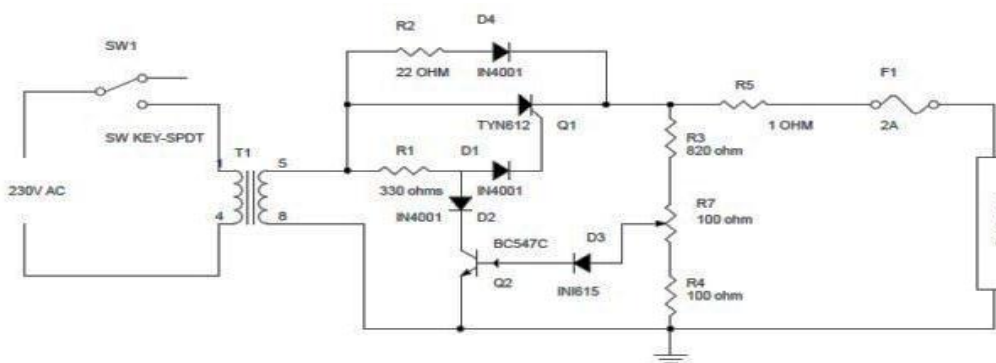 R2
D4
SW1
22 OHM
IN4001
R5
F1
SW KEY-SPDT
TYN612
Q1
1 OHM
2A
T1
R3
820 ohm
1
5
R1
D1
230V AC
330 ohms
IN4001
R7
100 ohm
4
8
IN4001
D2
BC547C
D3
Q2
INI615
R4
100 ohm